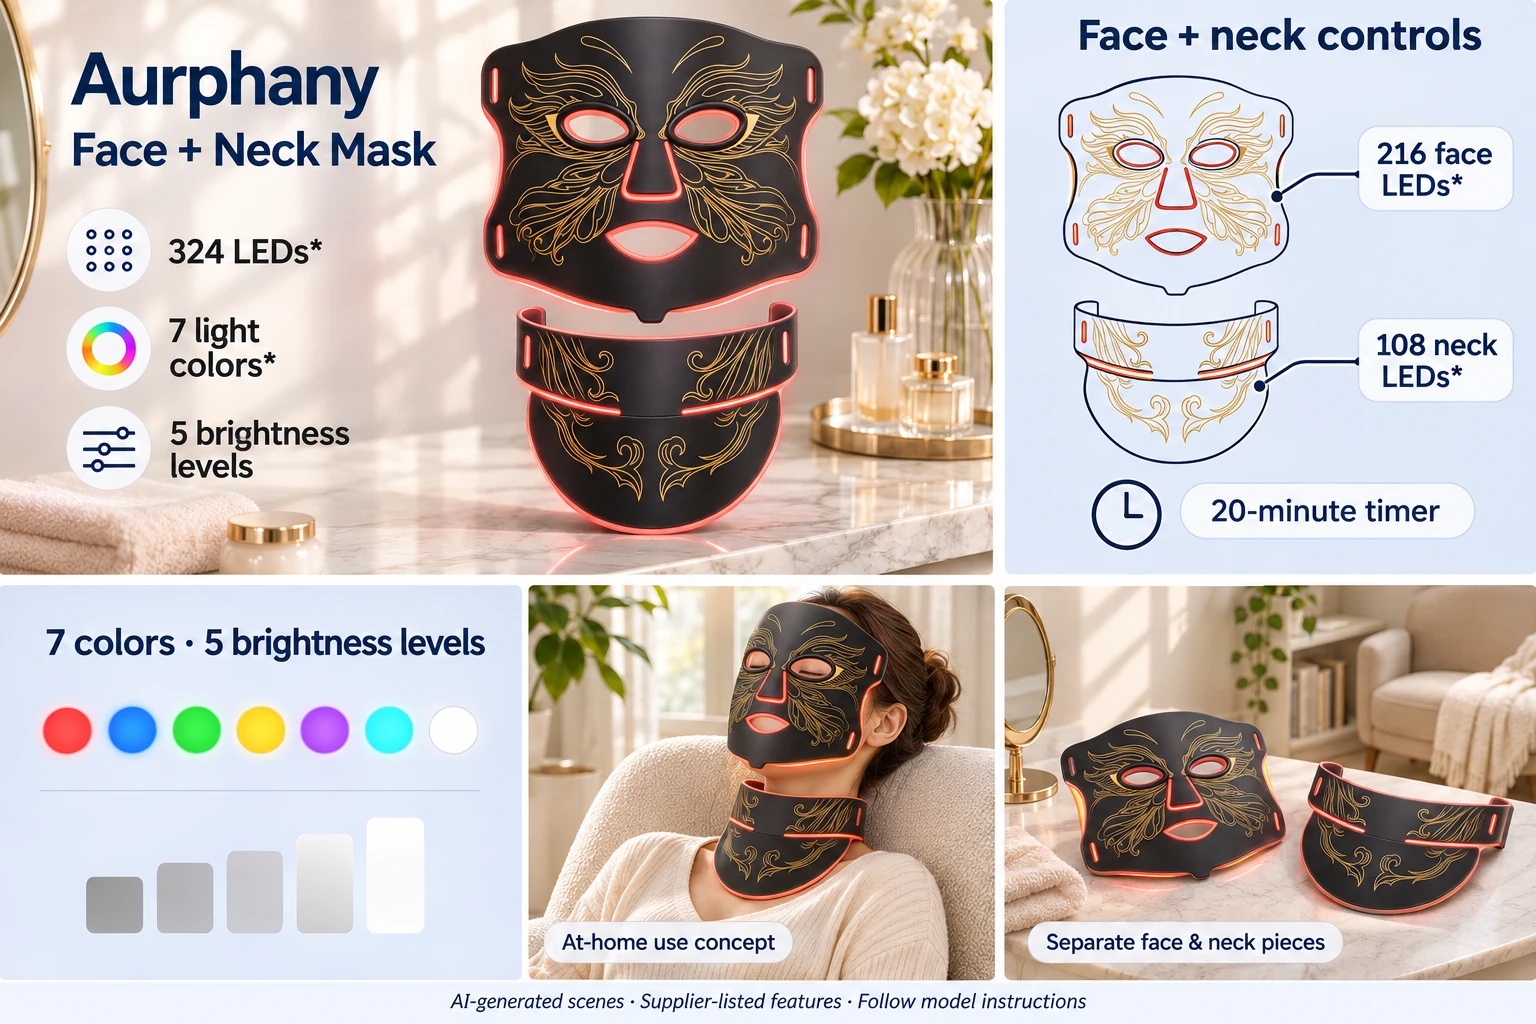 Aurphany
Face + Neck Mask
324 LEDs*
7 light
colors*
5 brightness
levels
Face + neck controls
216 face
LEDs*
108 neck
LEDs*
20-minute timer
7 colors · 5 brightness levels
At-home use concept
Separate face & neck pieces
AI-generated scenes · Supplier-listed features · Follow model instructions